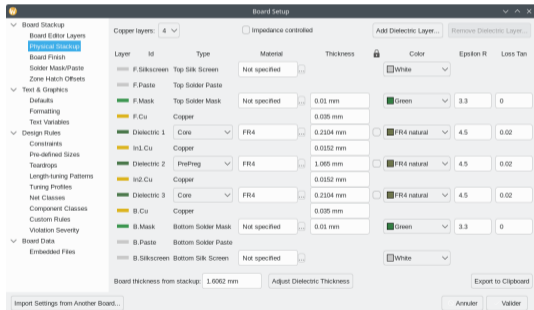 Board Setup
Board Stackup
Board Editor Layers
Physical Stackup
Board Finish
Solder Mask/Paste
Zone Hatch Offsets
Text & Graphics
Defaults
Formatting
Text Variables
Design Rules
Constraints
Pre-defined Sizes
Teardrops
Length-tuning Patterns
Tuning Profiles
Net Classes
Component Classes
Custom Rules
Violation Severity
Board Data
Embedded Files
Copper layers: 4 Impedance controlled Add Dielectric Layer... Remove Dielectric Layer...
Layer Id Type Material Thickness Color Epsilon R Loss Tan
F.Silkscreen Top Silk Screen Not specified ... White
F.Paste Top Solder Paste
F.Mask Top Solder Mask Not specified ... 0.01 mm Green 3.3 0
F.Cu Copper 0.035 mm
Dielectric 1 Core FR4 ... 0.2104 mm FR4 natural 4.5 0.02
In1.Cu Copper 0.0152 mm
Dielectric 2 PrePreg FR4 ... 1.065 mm FR4 natural 4.5 0.02
In2.Cu Copper 0.0152 mm
Dielectric 3 Core FR4 ... 0.2104 mm FR4 natural 4.5 0.02
B.Cu Copper 0.035 mm
B.Mask Bottom Solder Mask Not specified ... 0.01 mm Green 3.3 0
B.Paste Bottom Solder Paste
B.Silkscreen Bottom Silk Screen Not specified ... White
Board thickness from stackup: 1.6062 mm Adjust Dielectric Thickness Export to Clipboard
Import Settings from Another Board... Annuler Valider